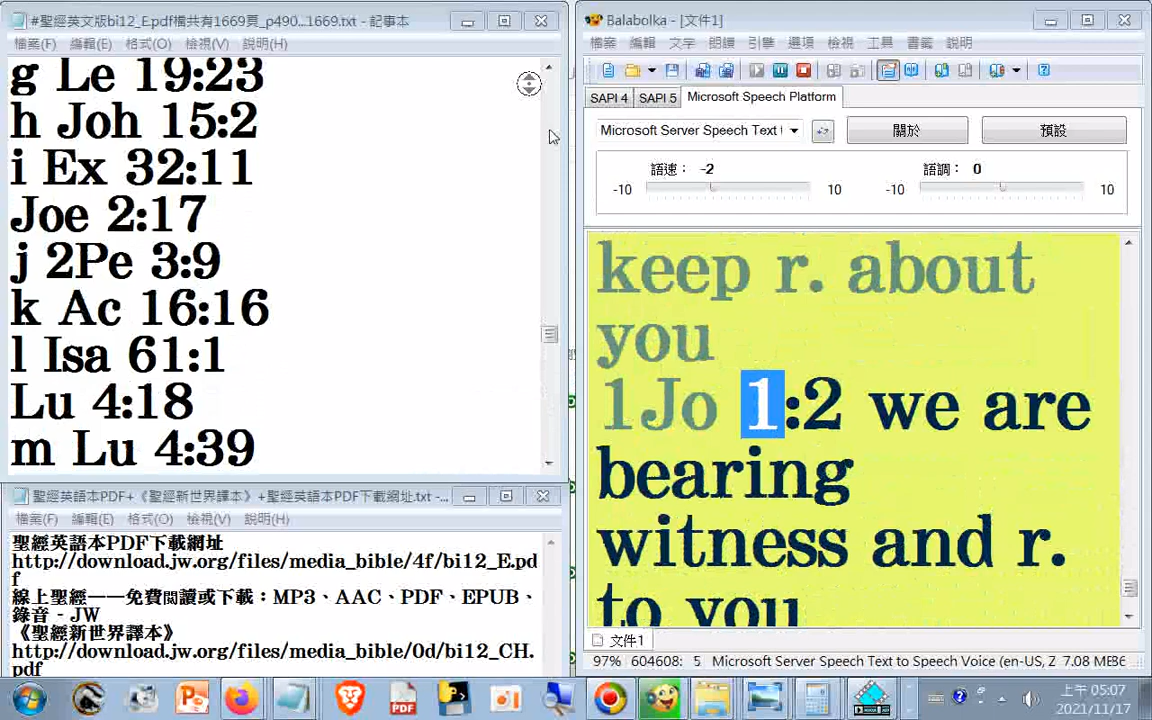 #聖經英文版bi12_E.pdf檔共有1669頁_p490...1669.txt - 記事本
檔案(F) 編輯(E) 格式(O) 檢視(V) 說明(H)
g Le 19:23
h Joh 15:2
i Ex 32:11
Joe 2:17
j 2Pe 3:9
k Ac 16:16
l Isa 61:1
Lu 4:18
m Lu 4:39
聖經英語本PDF+《聖經新世界譯本》+聖經英語本PDF下載網址.txt -...
檔案(F) 編輯(E) 格式(O) 檢視(V) 說明(H)
聖經英語本PDF下載網址
http://download.jw.org/files/media_bible/4f/bi12_E.pd
f
線上聖經——免費閱讀或下載：MP3、AAC、PDF、EPUB、
錄音 - JW
《聖經新世界譯本》
http://download.jw.org/files/media_bible/0d/bi12_CH.
pdf
Balabolka - [文件1]
檔案 編輯 文字 朗讀 引擎 選項 檢視 工具 書籤 說明
SAPI 4 SAPI 5 Microsoft Speech Platform
Microsoft Server Speech Text 關於 預設
語速： -2 語調： 0
-10 10 -10 10
keep r. about
you
1Jo 1:2 we are
bearing
witness and r.
to you
文件1
97% 604608: 5 Microsoft Server Speech Text to Speech Voice (en-US, Z 7.08 MB
上午 05:07
2021/11/17